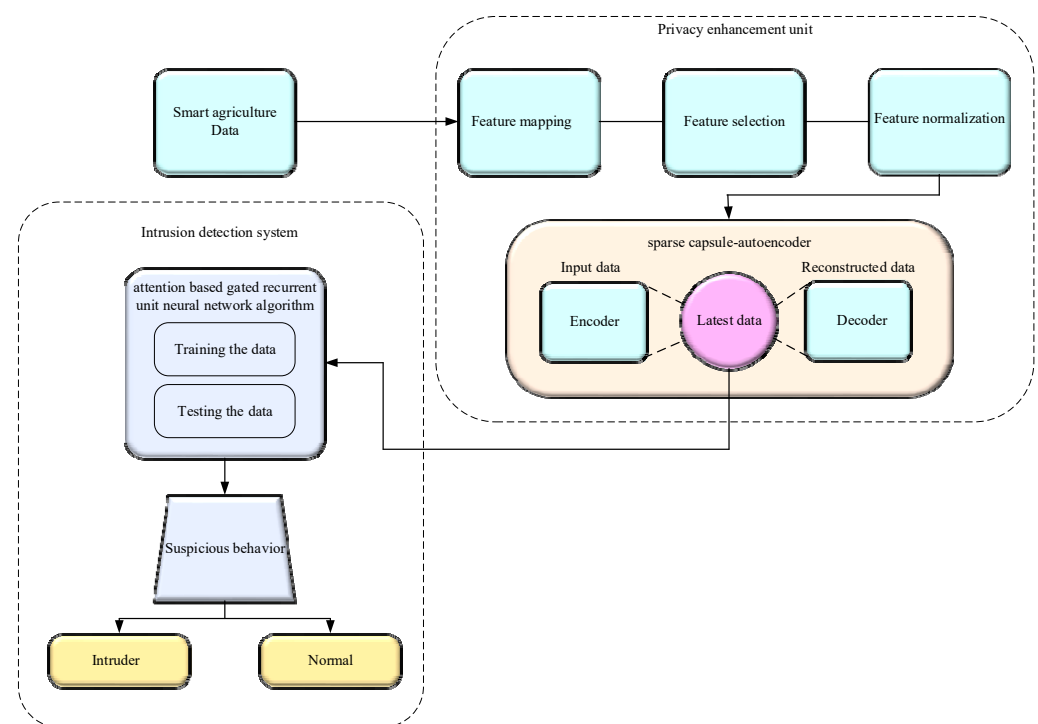 Privacy enhancement unit
Smart agriculture
Data
Feature mapping
Feature selection
Feature normalization
sparse capsule-autoencoder
Input data
Reconstructed data
Encoder
Latest data
Decoder
Intrusion detection system
attention based gated recurrent
unit neural network algorithm
Training the data
Testing the data
Suspicious behavior
Intruder
Normal